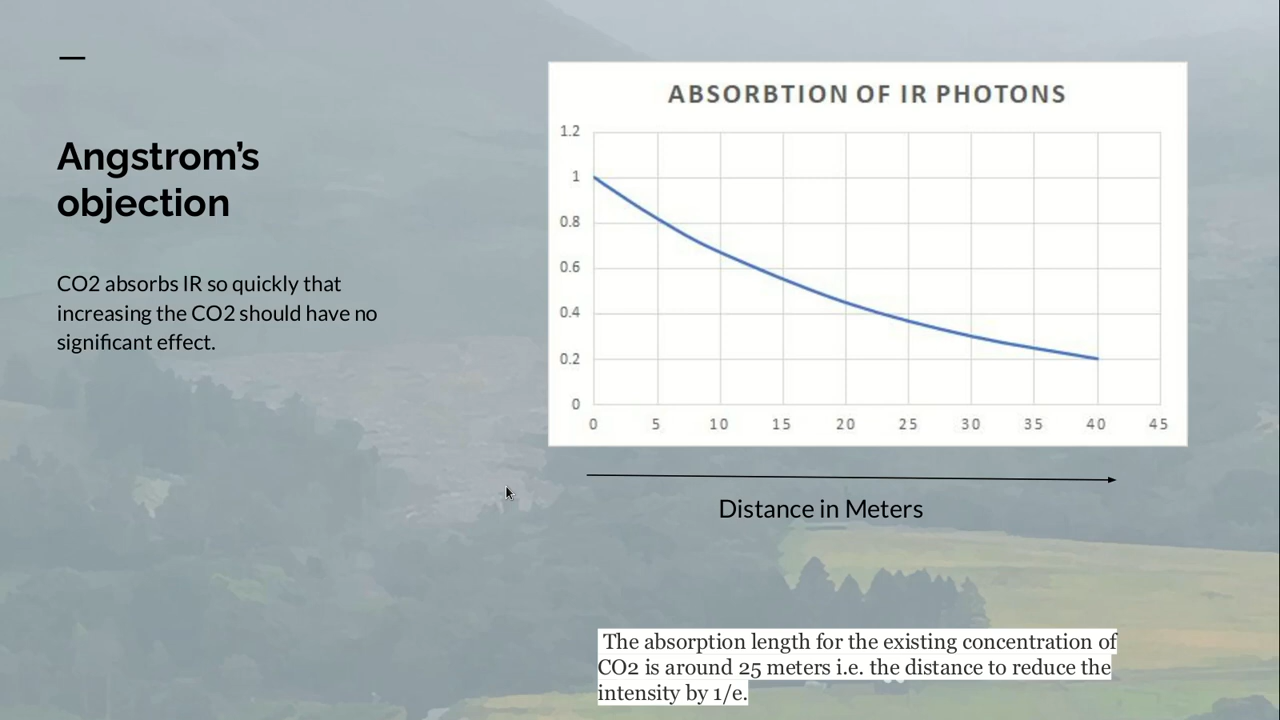 Angstrom’s
objection
CO2 absorbs IR so quickly that
increasing the CO2 should have no
significant effect.
ABSORBTION OF IR PHOTONS
1.2
1
0.8
0.6
0.4
0.2
0
0 5 10 15 20 25 30 35 40 45
Distance in Meters
The absorption length for the existing concentration of
CO2 is around 25 meters i.e. the distance to reduce the
intensity by 1/e.